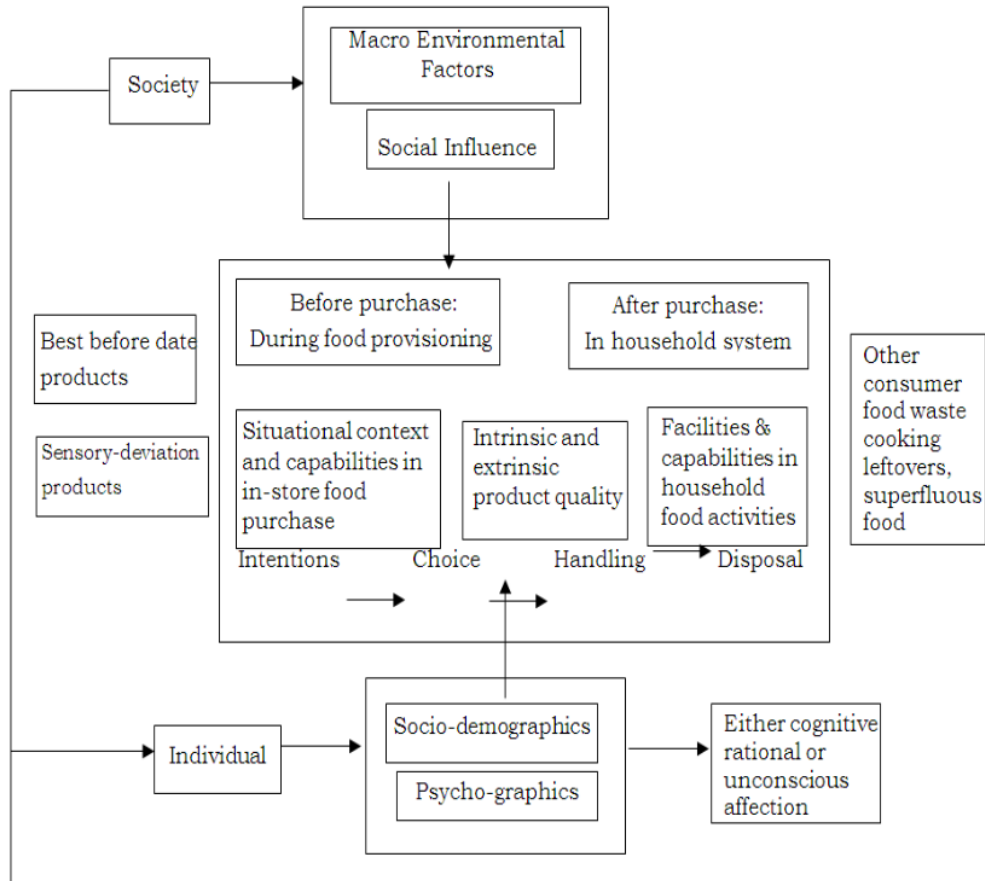 Macro Environmental
Factors
Society
Social Influence
Before purchase:
During food provisioning
After purchase:
In household system
Best before date
products
Other
consumer
food waste
cooking
leftovers,
superfluous
food
Sensory-deviation
products
Situational context
and capabilities in
in-store food
purchase
Intrinsic and
extrinsic
product quality
Facilities &
capabilities in
household
food activities
Intentions
Choice
Handling
Disposal
Individual
Socio-demographics
Psycho-graphics
Either cognitive
rational or
unconscious
affection